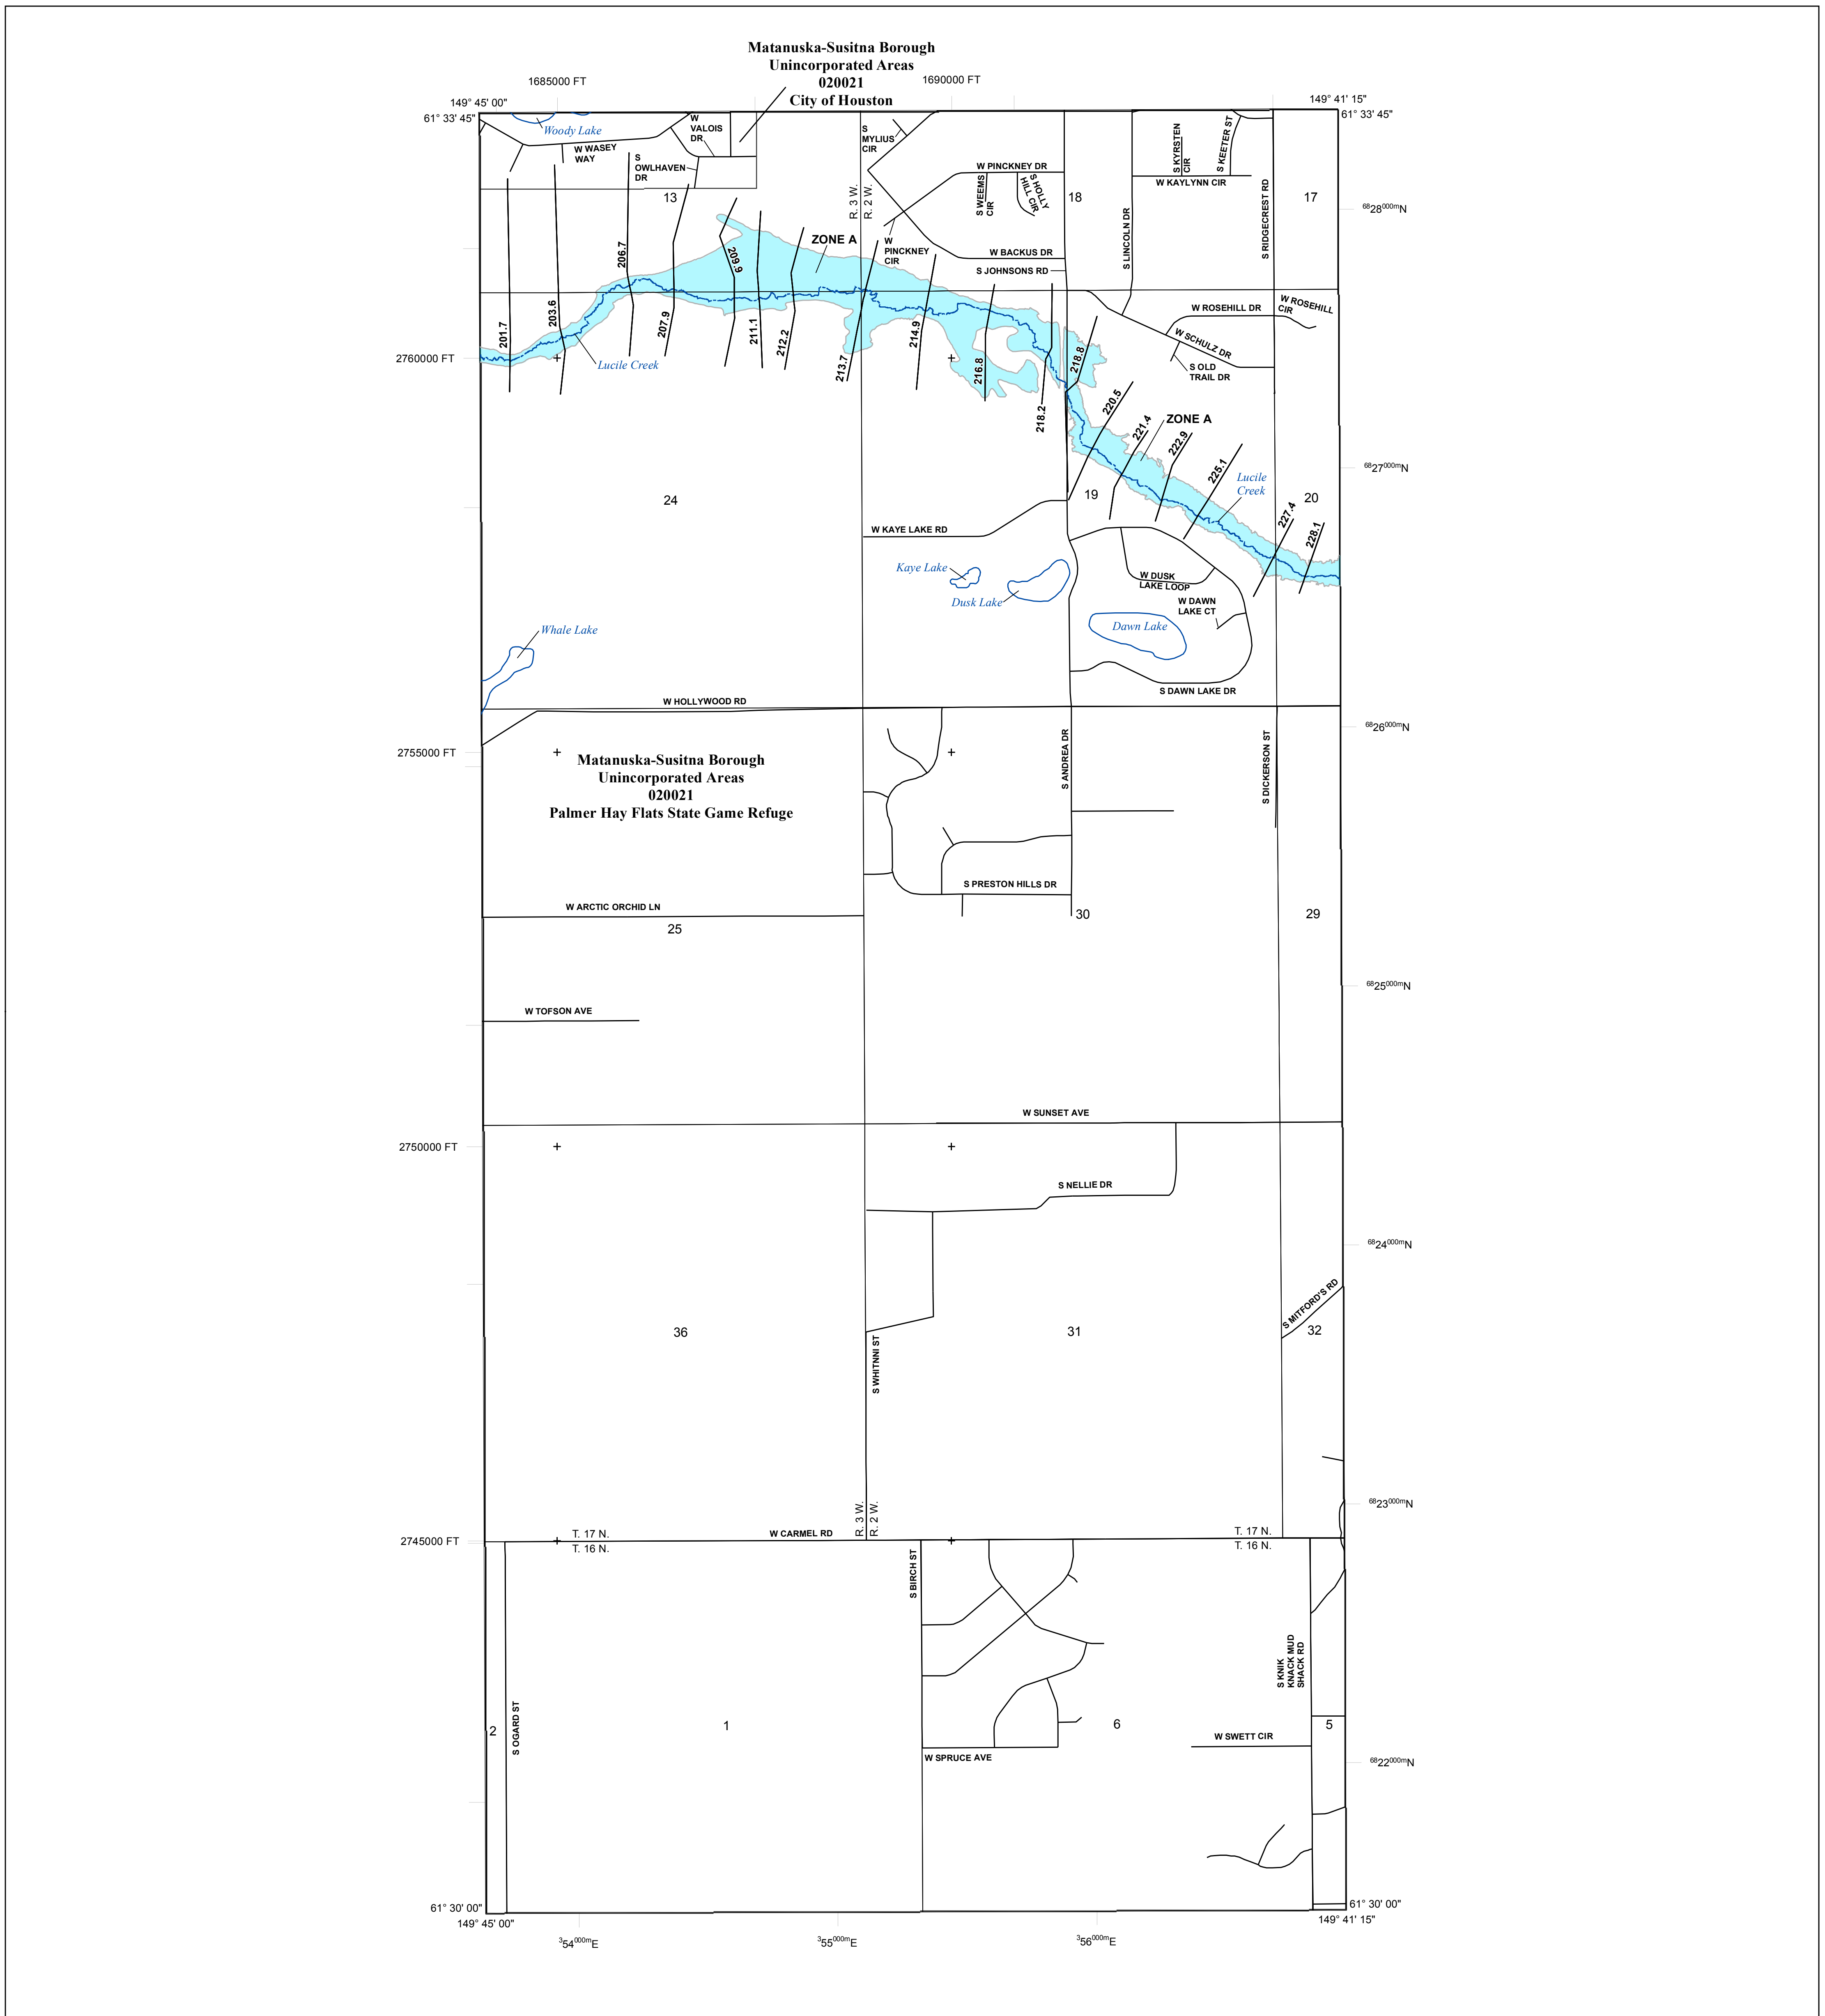 Matanuska-Susitna Borough
Unincorporated Areas
020021
City of Houston
1685000 FT
1690000 FT
149° 45' 00"
149° 41' 15"
61° 33' 45"
61° 33' 45"
Woody Lake
W WASEY
WAY
W
VALOIS
DR
S
OWLHAVEN
DR
S
MYLIUS
CIR
W PINCKNEY DR
S WEEMS
CIR
S HOLLY
HILL CIR
S KYRSTEN
CIR
S KEETER ST
W KAYLYNN CIR
S RIDGECREST RD
S LINCOLN DR
13
R. 3 W.
R. 2 W.
18
17
6828000mN
ZONE A
W
PINCKNEY
CIR
W BACKUS DR
S JOHNSONS RD
206.7
209.9
W ROSEHILL DR
W ROSEHILL
CIR
201.7
203.6
207.9
211.1
212.2
213.7
214.9
216.8
218.2
218.8
W SCHULZ DR
S OLD
TRAIL DR
2760000 FT
Lucile Creek
220.5
221.4
ZONE A
222.9
225.1
Lucile
Creek
227.4
228.1
6827000mN
24
19
20
W KAYE LAKE RD
Kaye Lake
Dusk Lake
W DUSK
LAKE LOOP
W DAWN
LAKE CT
Dawn Lake
Whale Lake
S DAWN LAKE DR
W HOLLYWOOD RD
6826000mN
2755000 FT
Matanuska-Susitna Borough
Unincorporated Areas
020021
Palmer Hay Flats State Game Refuge
S ANDREA DR
S DICKERSON ST
S PRESTON HILLS DR
W ARCTIC ORCHID LN
25
30
29
6825000mN
W TOFSON AVE
W SUNSET AVE
2750000 FT
S NELLIE DR
6824000mN
S MITFORD'S RD
36
31
32
S WHITNNI ST
R. 3 W.
R. 2 W.
6823000mN
2745000 FT
T. 17 N.
T. 16 N.
W CARMEL RD
T. 17 N.
T. 16 N.
S BIRCH ST
S KNIK
KNACK MUD
SHACK RD
2
S OGARD ST
1
6
5
W SWETT CIR
W SPRUCE AVE
6822000mN
61° 30' 00"
149° 45' 00"
61° 30' 00"
149° 41' 15"
354000mE
355000mE
356000mE